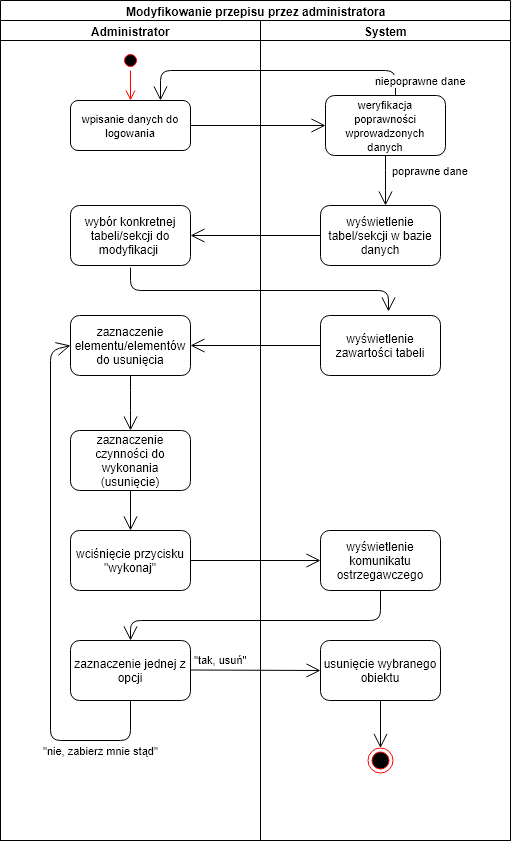 Modyfikowanie przepisu przez administratora
Administrator
System
niepoprawne dane
wpisanie danych do
logowania
weryfikacja
poprawności
wprowadzonych
danych
poprawne dane
wybór konkretnej
tabeli/sekcji do
modyfikacji
wyświetlenie
tabel/sekcji w bazie
danych
zaznaczenie
elementu/elementów
do usunięcia
wyświetlenie
zawartości tabeli
zaznaczenie
czynności do
wykonania
(usunięcie)
wciśnięcie przycisku
"wykonaj"
wyświetlenie
komunikatu
ostrzegawczego
zaznaczenie jednej z
opcji
"tak, usuń"
usunięcie wybranego
obiektu
"nie, zabierz mnie stąd"